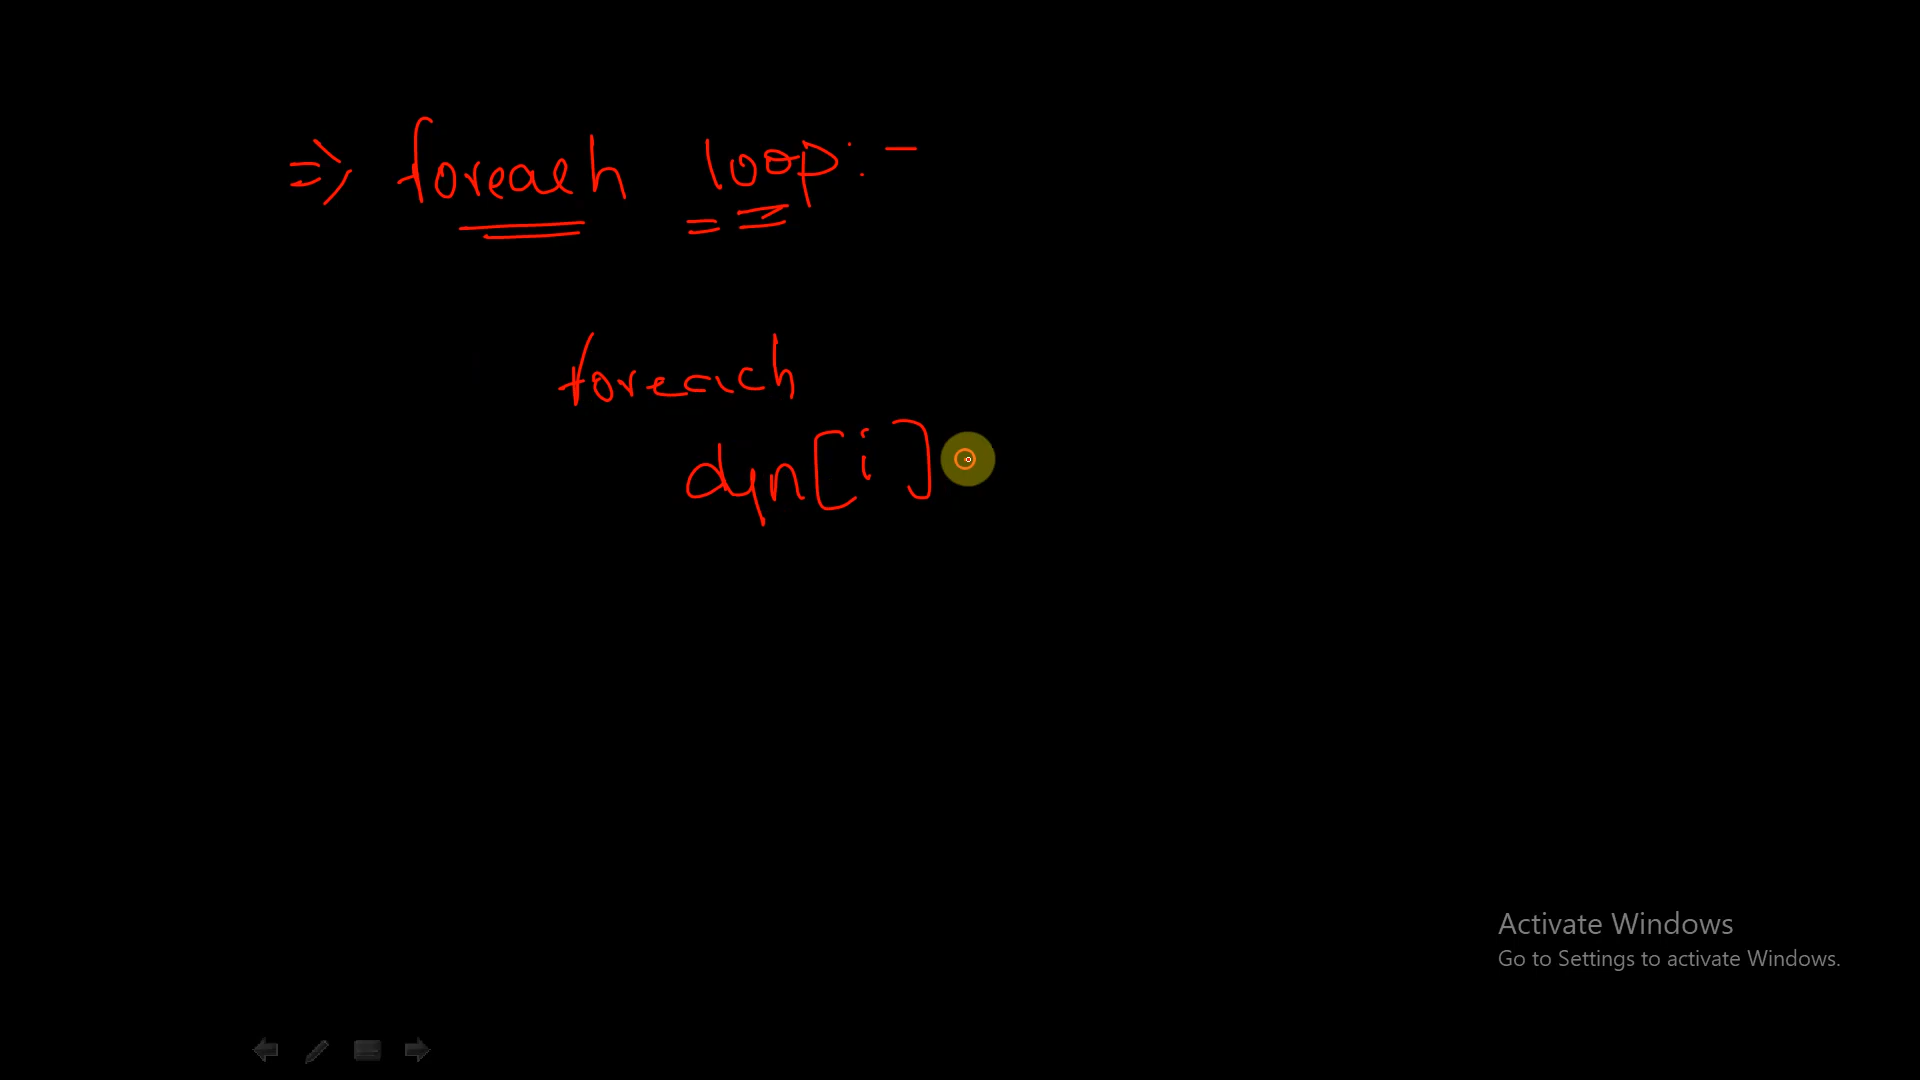 ⇒ foreach loop:-
foreach
dyn[i]
Activate Windows
Go to Settings to activate Windows.